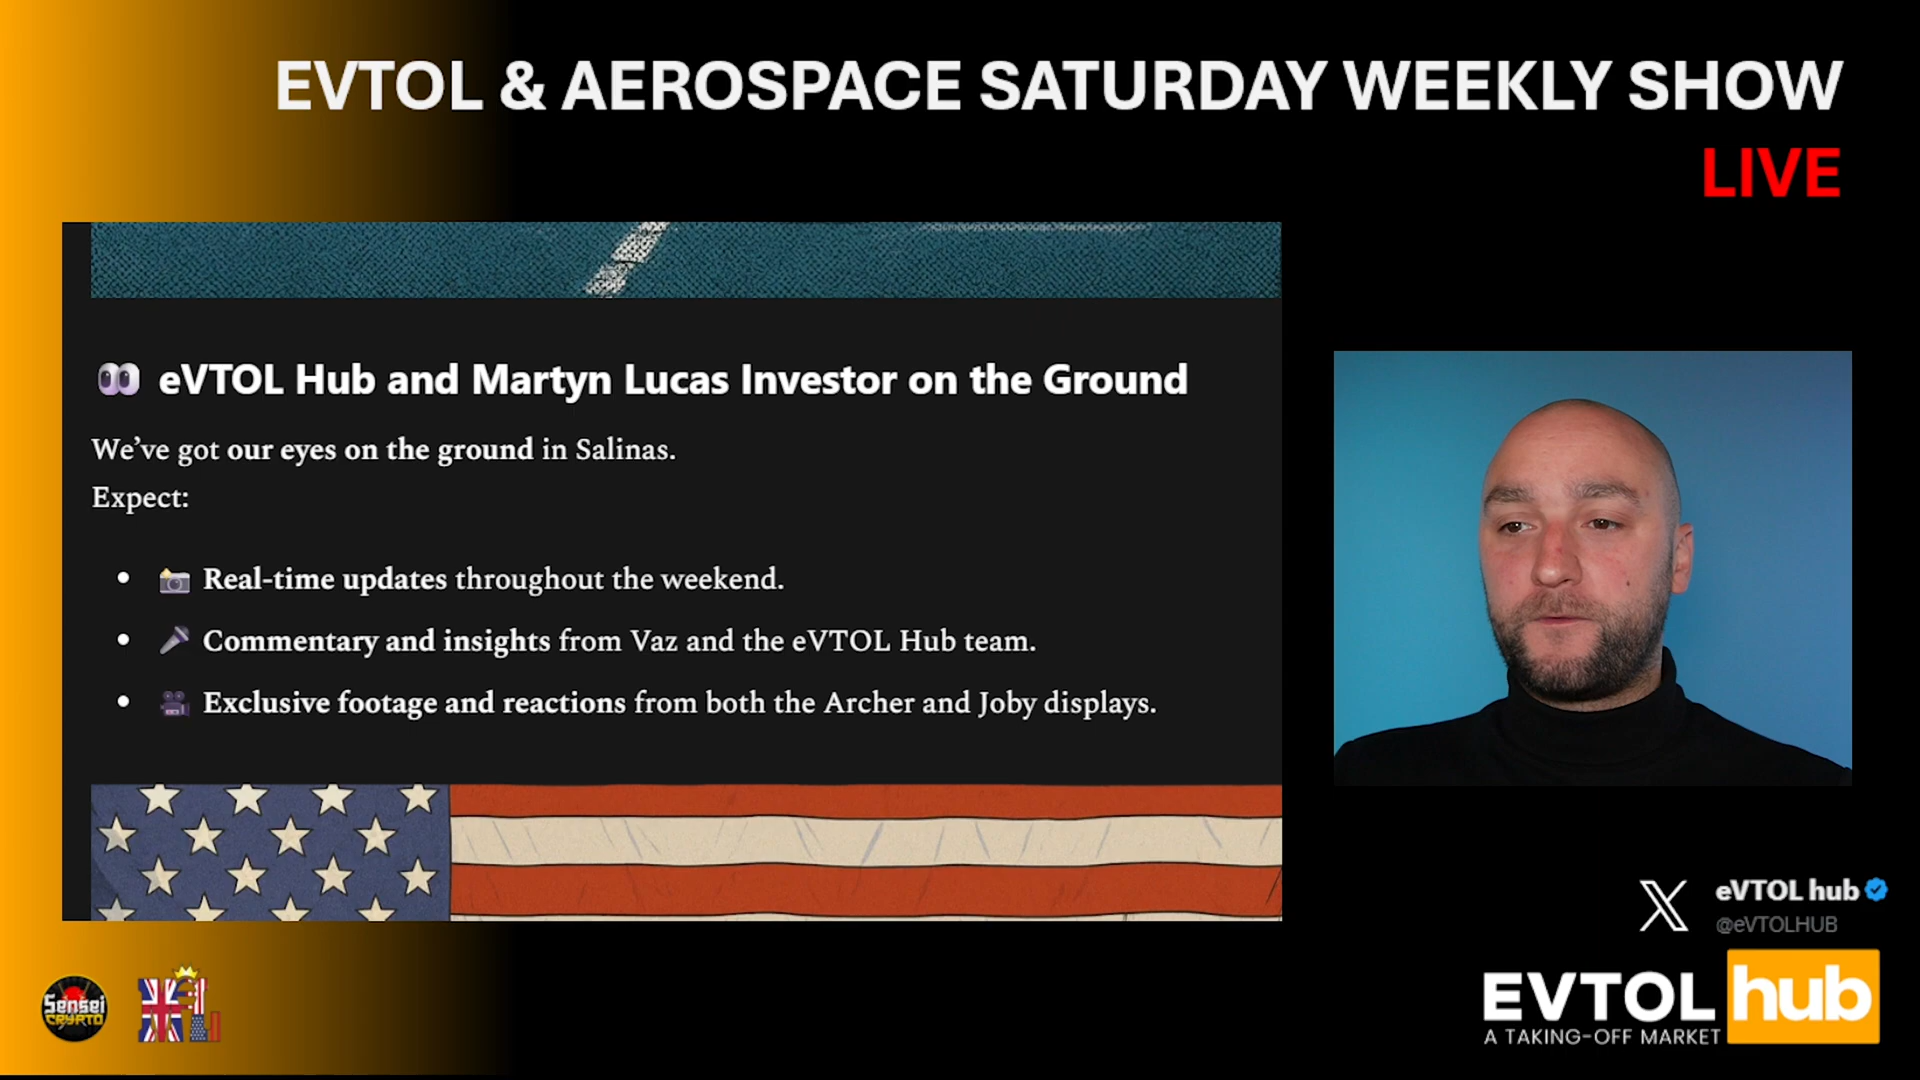 EVTOL & AEROSPACE SATURDAY WEEKLY SHOW
LIVE
👀 eVTOL Hub and Martyn Lucas Investor on the Ground
We’ve got our eyes on the ground in Salinas.
Expect:
• 📸 Real-time updates throughout the weekend.
• 🎤 Commentary and insights from Vaz and the eVTOL Hub team.
• 🎥 Exclusive footage and reactions from both the Archer and Joby displays.
eVTOL hub
@eVTOLHUB
EVTOL hub
A TAKING-OFF MARKET
Sensei
CRYPTO